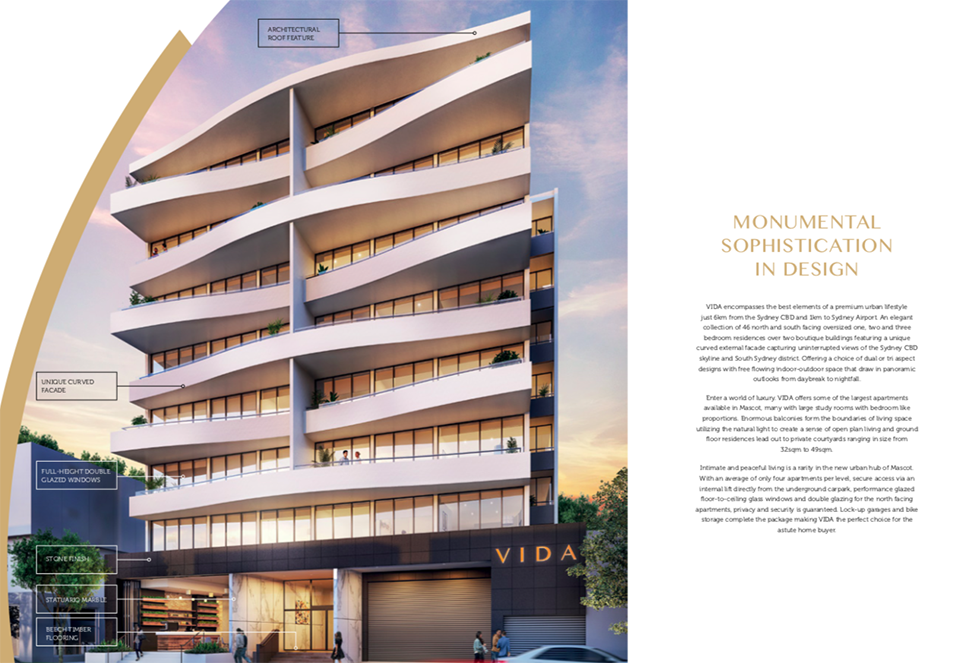 ARCHITECTURAL
ROOF FEATURE
UNIQUE CURVED
FACADE
FULL-HEIGHT DOUBLE
GLAZED WINDOWS
STONE FINISH
STATUARIO MARBLE
BEECH TIMBER
FLOORING
VIDA
MONUMENTAL
SOPHISTICATION
IN DESIGN
VIDA encompasses the best elements of a premium urban lifestyle
just 6km from the Sydney CBD and 1km to Sydney Airport. An elegant
collection of 46 north and south facing oversized one, two and three
bedroom residences over two boutique buildings featuring a unique
curved external facade capturing uninterrupted views of the Sydney CBD
skyline and South Sydney district. Offering a choice of dual or tri aspect
designs with free flowing indoor-outdoor space that draw in panoramic
outlooks from daybreak to nightfall.
Enter a world of luxury. VIDA offers some of the largest apartments
available in Mascot, many with large study rooms with bedroom like
proportions. Enormous balconies form the boundaries of living space
utilizing the natural light to create a sense of open plan living and ground
floor residences lead out to private courtyards ranging in size from
32sqm to 49sqm.
Intimate and peaceful living is a rarity in the new urban hub of Mascot.
With an average of only four apartments per level, secure access via an
internal lift directly from the underground carpark, performance glazed
floor-to-ceiling glass windows and double glazing for the north facing
apartments, privacy and security is guaranteed. Lock-up garages and bike
storage complete the package making VIDA the perfect choice for the
astute home buyer.